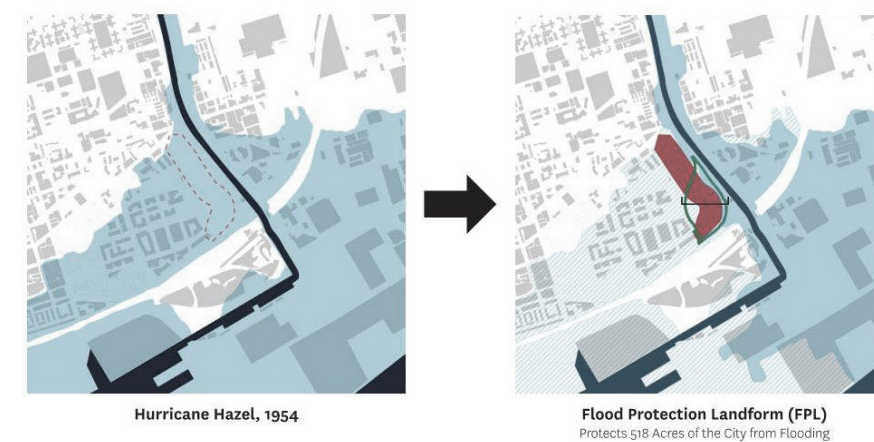 Hurricane Hazel, 1954
Flood Protection Landform (FPL)
Protects 518 Acres of the City from Flooding